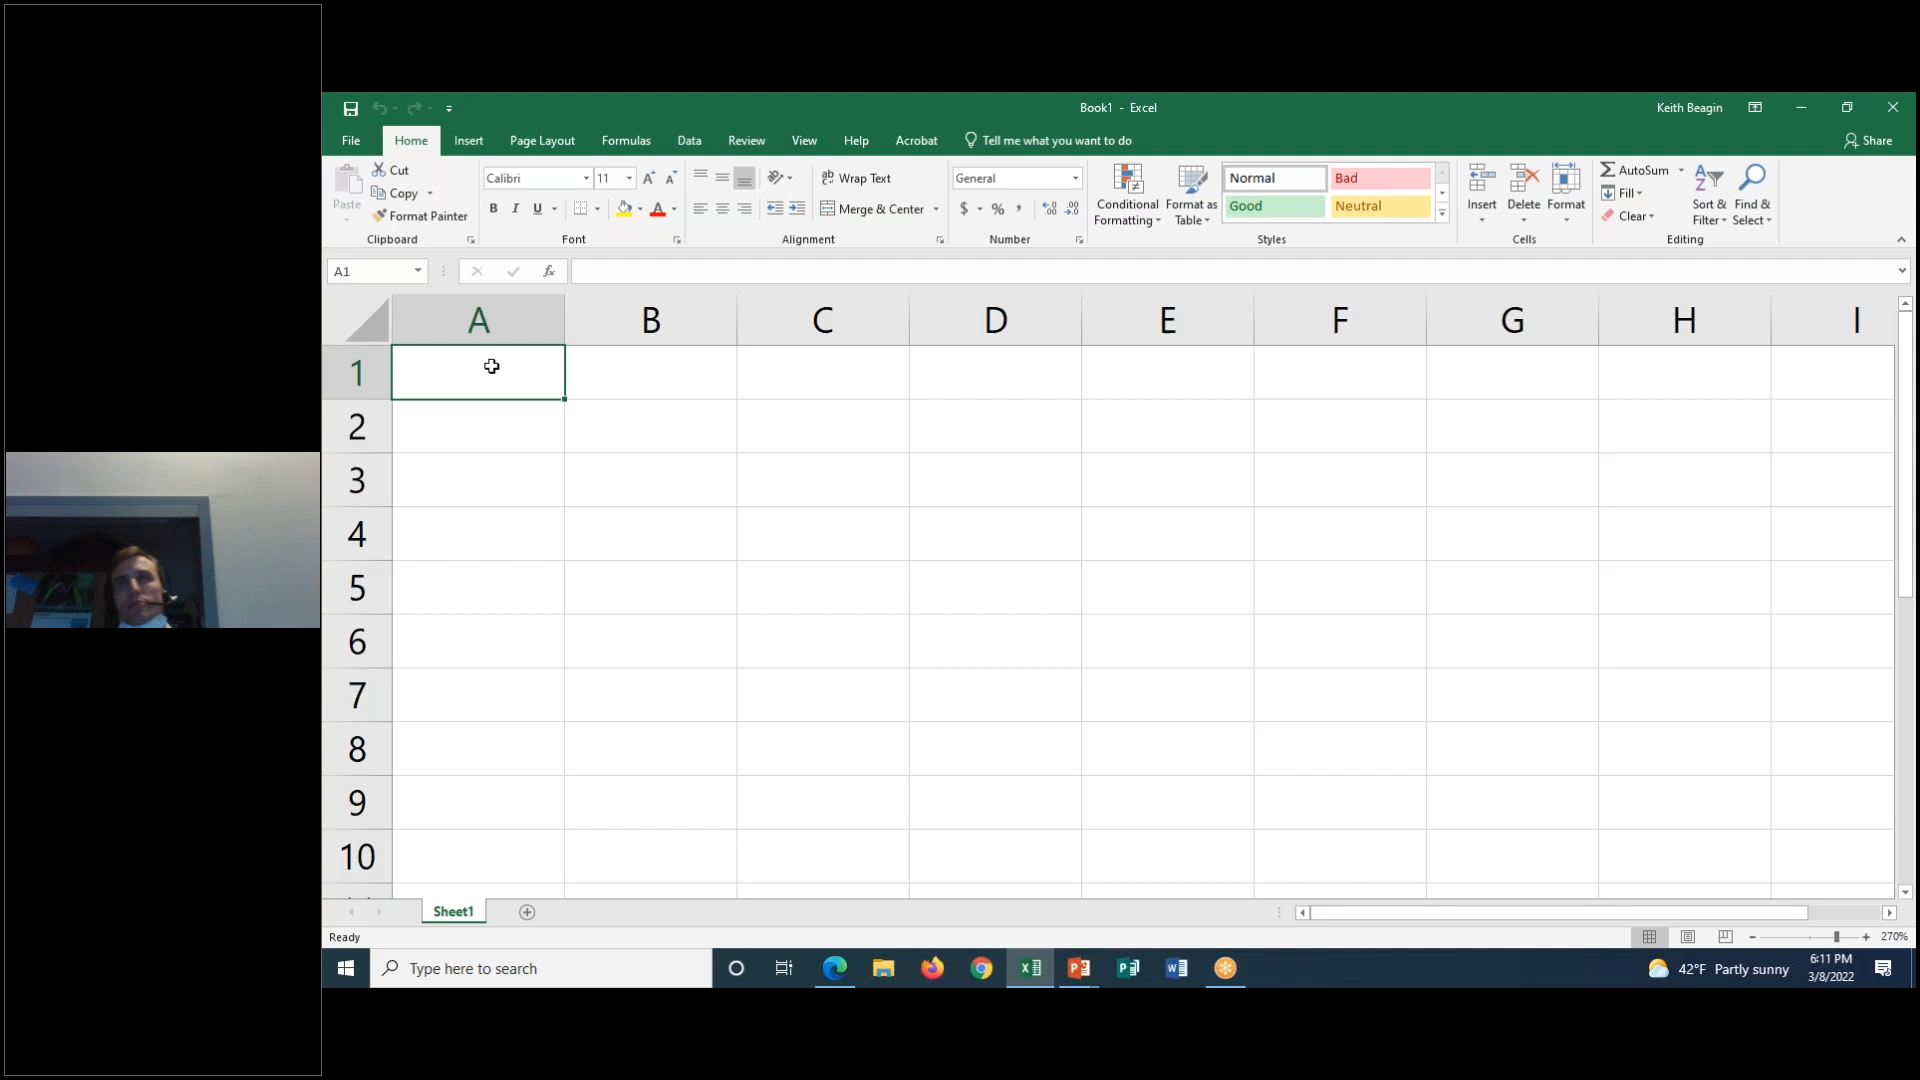 Book1 - Excel
Keith Beagin
File Home Insert Page Layout Formulas Data Review View Help Acrobat Tell me what you want to do Share
Paste
Cut
Copy
Format Painter
Clipboard
Calibri 11
B I U A
Font
Wrap Text
Merge & Center
Alignment
General
$ % ,
Number
Conditional Formatting
Format as Table
Normal Bad
Good Neutral
Styles
Insert Delete Format
Cells
AutoSum
Fill
Clear
Sort & Filter
Find & Select
Editing
A1 fx
A B C D E F G H I
1
2
3
4
5
6
7
8
9
10
Sheet1
Ready
270%
Type here to search
42°F Partly sunny
6:11 PM
3/8/2022